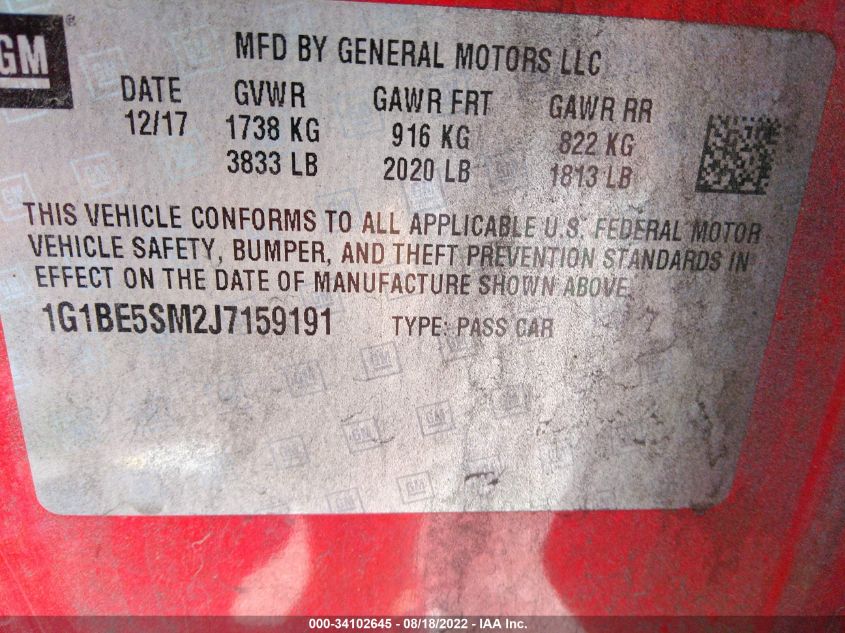 GM ®
MFD BY GENERAL MOTORS LLC
DATE GVWR GAWR FRT GAWR RR
12/17 1738 KG 916 KG 822 KG
3833 LB 2020 LB 1813 LB
THIS VEHICLE CONFORMS TO ALL APPLICABLE U.S. FEDERAL MOTOR
VEHICLE SAFETY, BUMPER, AND THEFT PREVENTION STANDARDS IN
EFFECT ON THE DATE OF MANUFACTURE SHOWN ABOVE.
1G1BE5SM2J7159191 TYPE: PASS CAR
000-34102645 - 08/18/2022 - IAA Inc.